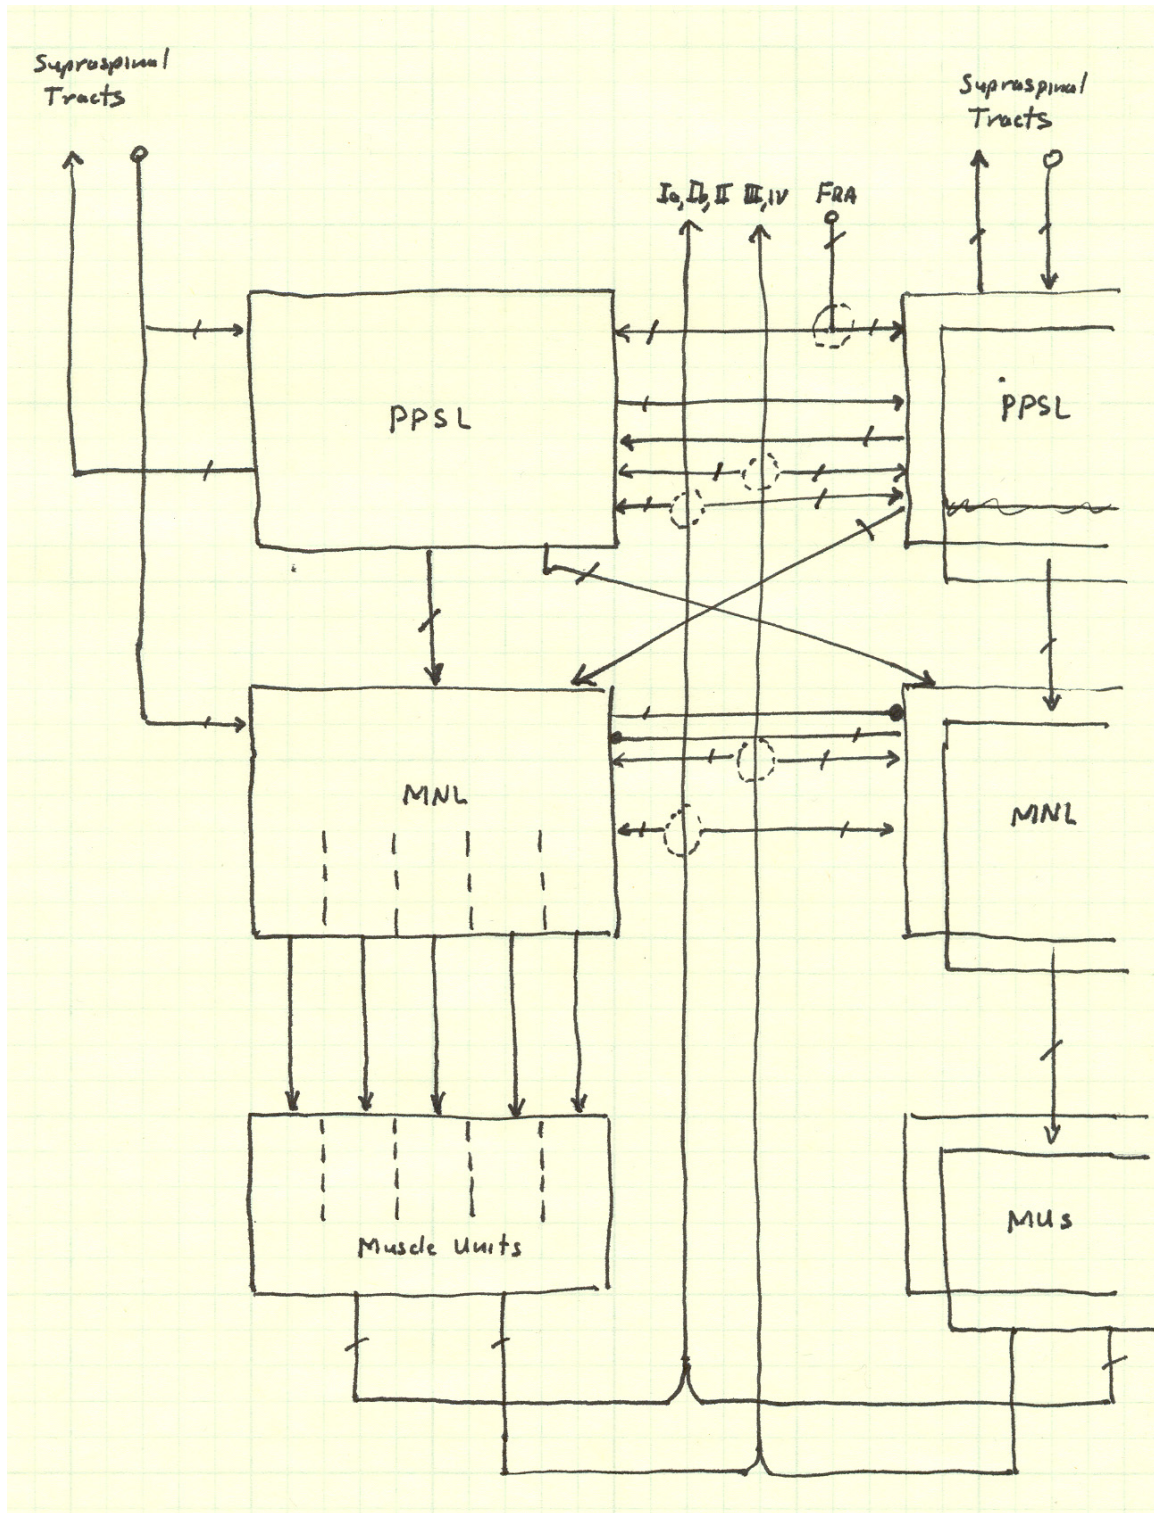 Supraspinal
Tracts
Supraspinal
Tracts
Ia, Ib, II III, IV FRA
PPSL
PPSL
MNL
MNL
Muscle Units
MUs